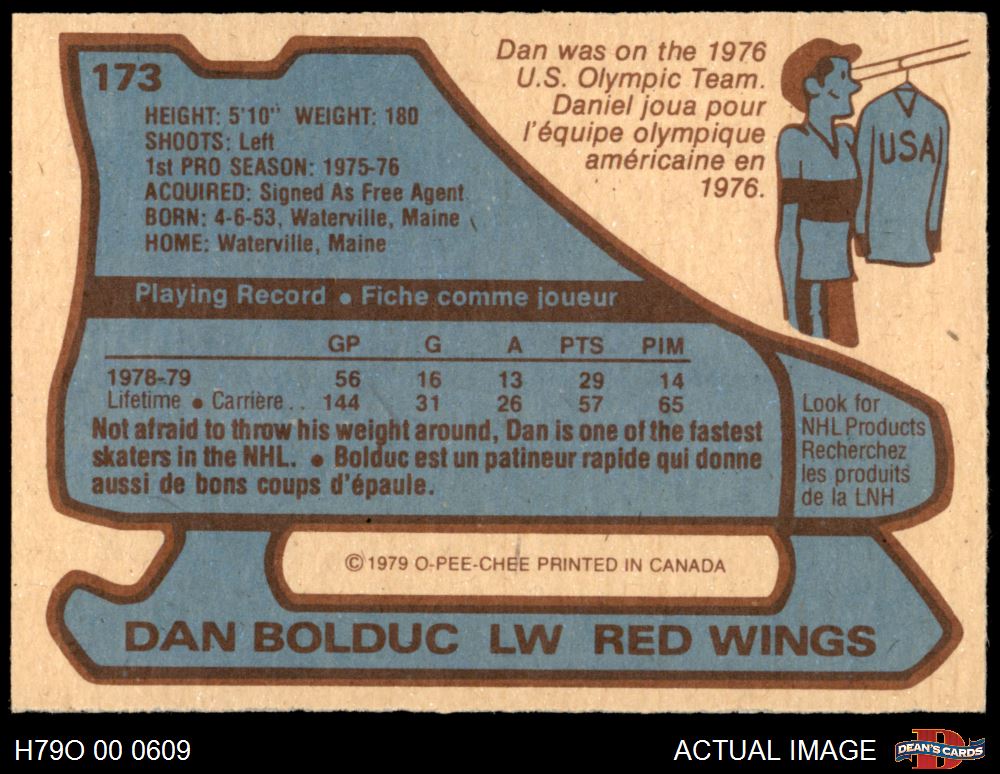 173
HEIGHT: 5'10" WEIGHT: 180
SHOOTS: Left
1st PRO SEASON: 1975-76
ACQUIRED: Signed As Free Agent
BORN: 4-6-53, Waterville, Maine
HOME: Waterville, Maine
Dan was on the 1976
U.S. Olympic Team.
Daniel joua pour
l'équipe olympique
américaine en
1976.
USA
Playing Record ● Fiche comme joueur
GP G A PTS PIM
1978-79 56 16 13 29 14
Lifetime ● Carrière.. 144 31 26 57 65
Not afraid to throw his weight around, Dan is one of the fastest
skaters in the NHL. ● Bolduc est un patineur rapide qui donne
aussi de bons coups d'épaule.
Look for
NHL Products
Recherchez
les produits
de la LNH
©1979 O-PEE-CHEE PRINTED IN CANADA
DAN BOLDUC LW RED WINGS
H79O 00 0609
ACTUAL IMAGE
D
DEAN'S CARDS